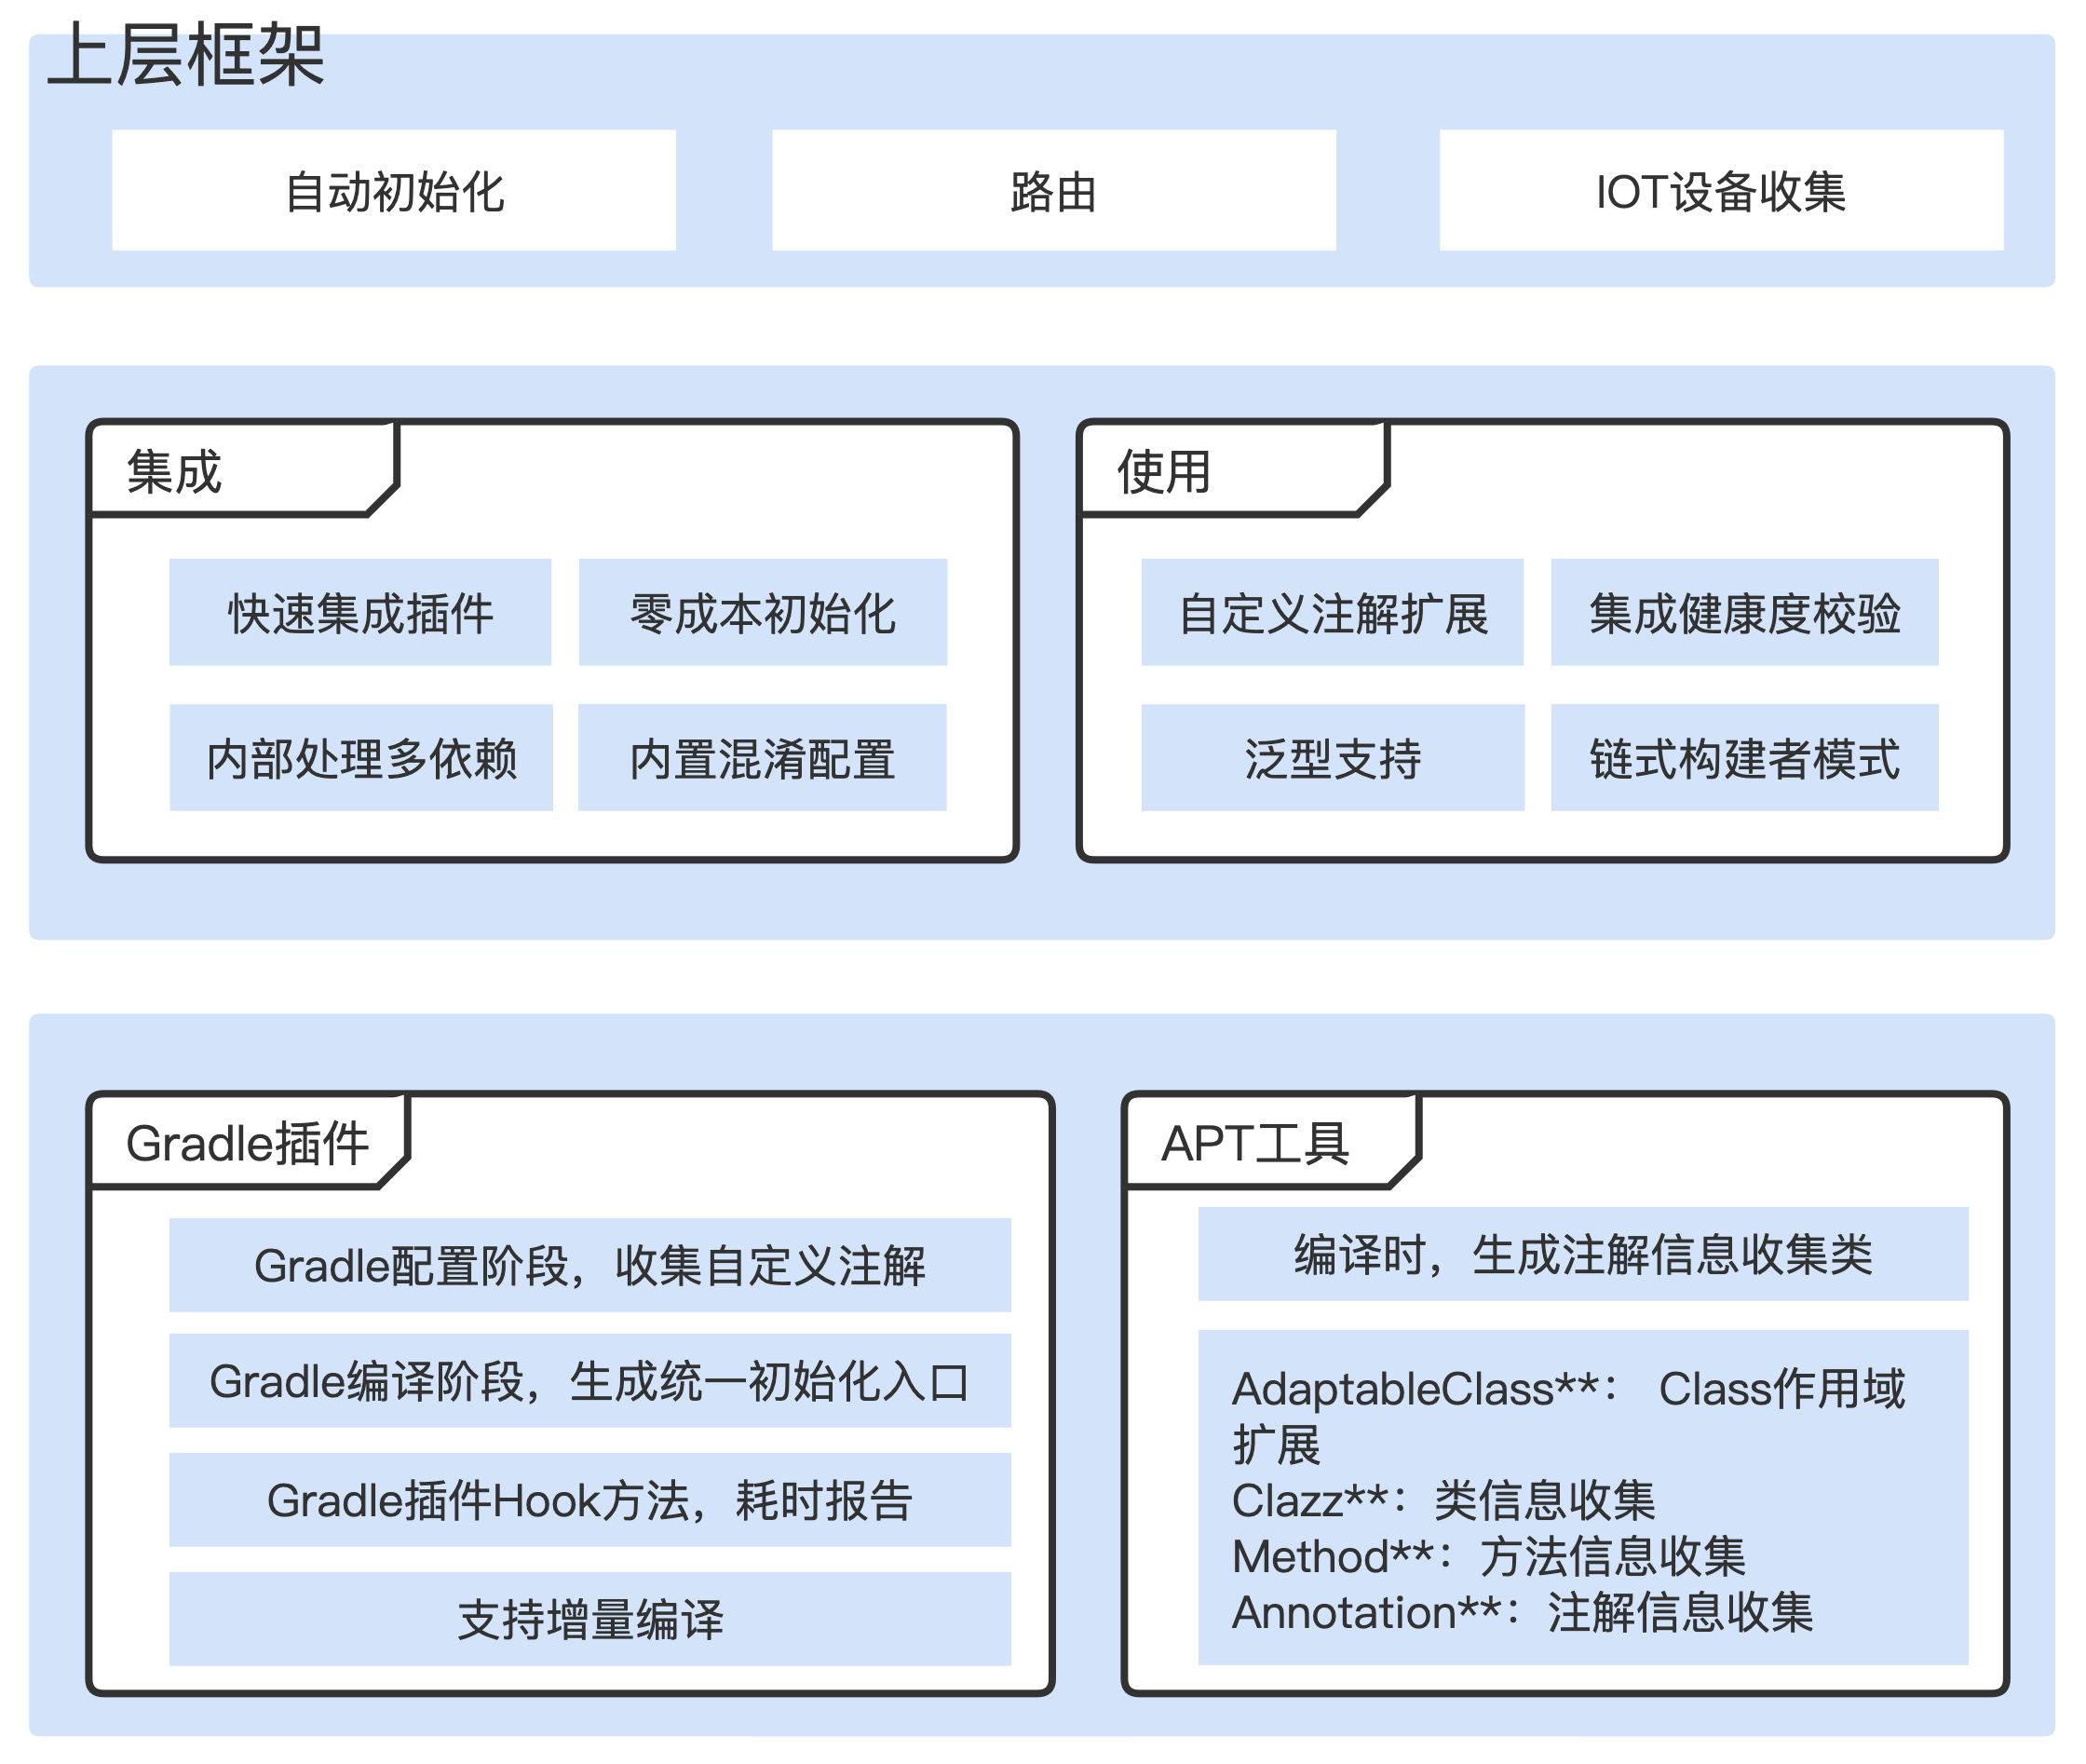 上层框架
自动初始化
路由
IOT设备收集
集成
快速集成插件
零成本初始化
内部处理多依赖
内置混淆配置
使用
自定义注解扩展
集成健康度校验
泛型支持
链式构建者模式
Gradle插件
Gradle配置阶段，收集自定义注解
Gradle编译阶段，生成统一初始化入口
Gradle插件Hook方法，耗时报告
支持增量编译
APT工具
编译时，生成注解信息收集类
AdaptableClass**： Class作用域
扩展
Clazz**：类信息收集
Method**：方法信息收集
Annotation**：注解信息收集